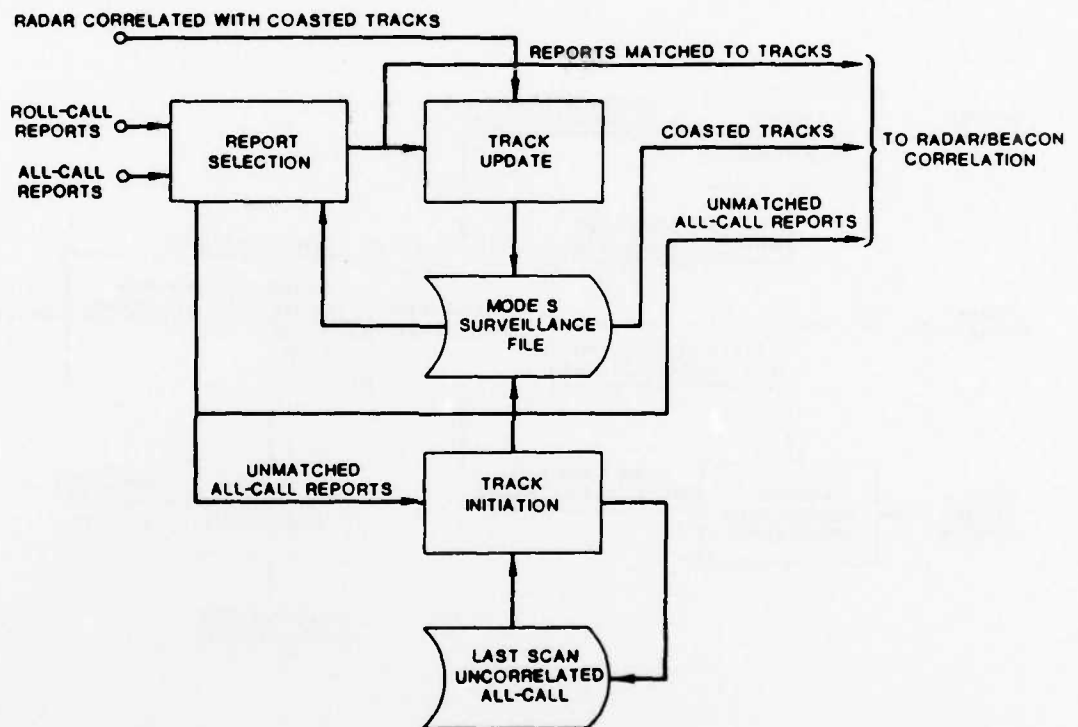 RADAR CORRELATED WITH COASTED TRACKS
REPORTS MATCHED TO TRACKS
ROLL-CALL
REPORTS
ALL-CALL
REPORTS
REPORT
SELECTION
TRACK
UPDATE
COASTED TRACKS
TO RADAR/BEACON
CORRELATION
UNMATCHED
ALL-CALL REPORTS
MODE S
SURVEILLANCE
FILE
UNMATCHED
ALL-CALL REPORTS
TRACK
INITIATION
LAST SCAN
UNCORRELATED
ALL-CALL